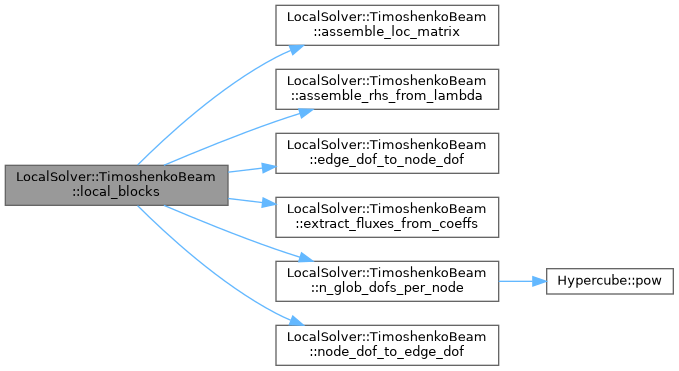 LocalSolver::TimoshenkoBeam
::assemble_loc_matrix
LocalSolver::TimoshenkoBeam
::assemble_rhs_from_lambda
LocalSolver::TimoshenkoBeam
::edge_dof_to_node_dof
LocalSolver::TimoshenkoBeam
::local_blocks
LocalSolver::TimoshenkoBeam
::extract_fluxes_from_coeffs
LocalSolver::TimoshenkoBeam
::n_glob_dofs_per_node
Hypercube::pow
LocalSolver::TimoshenkoBeam
::node_dof_to_edge_dof